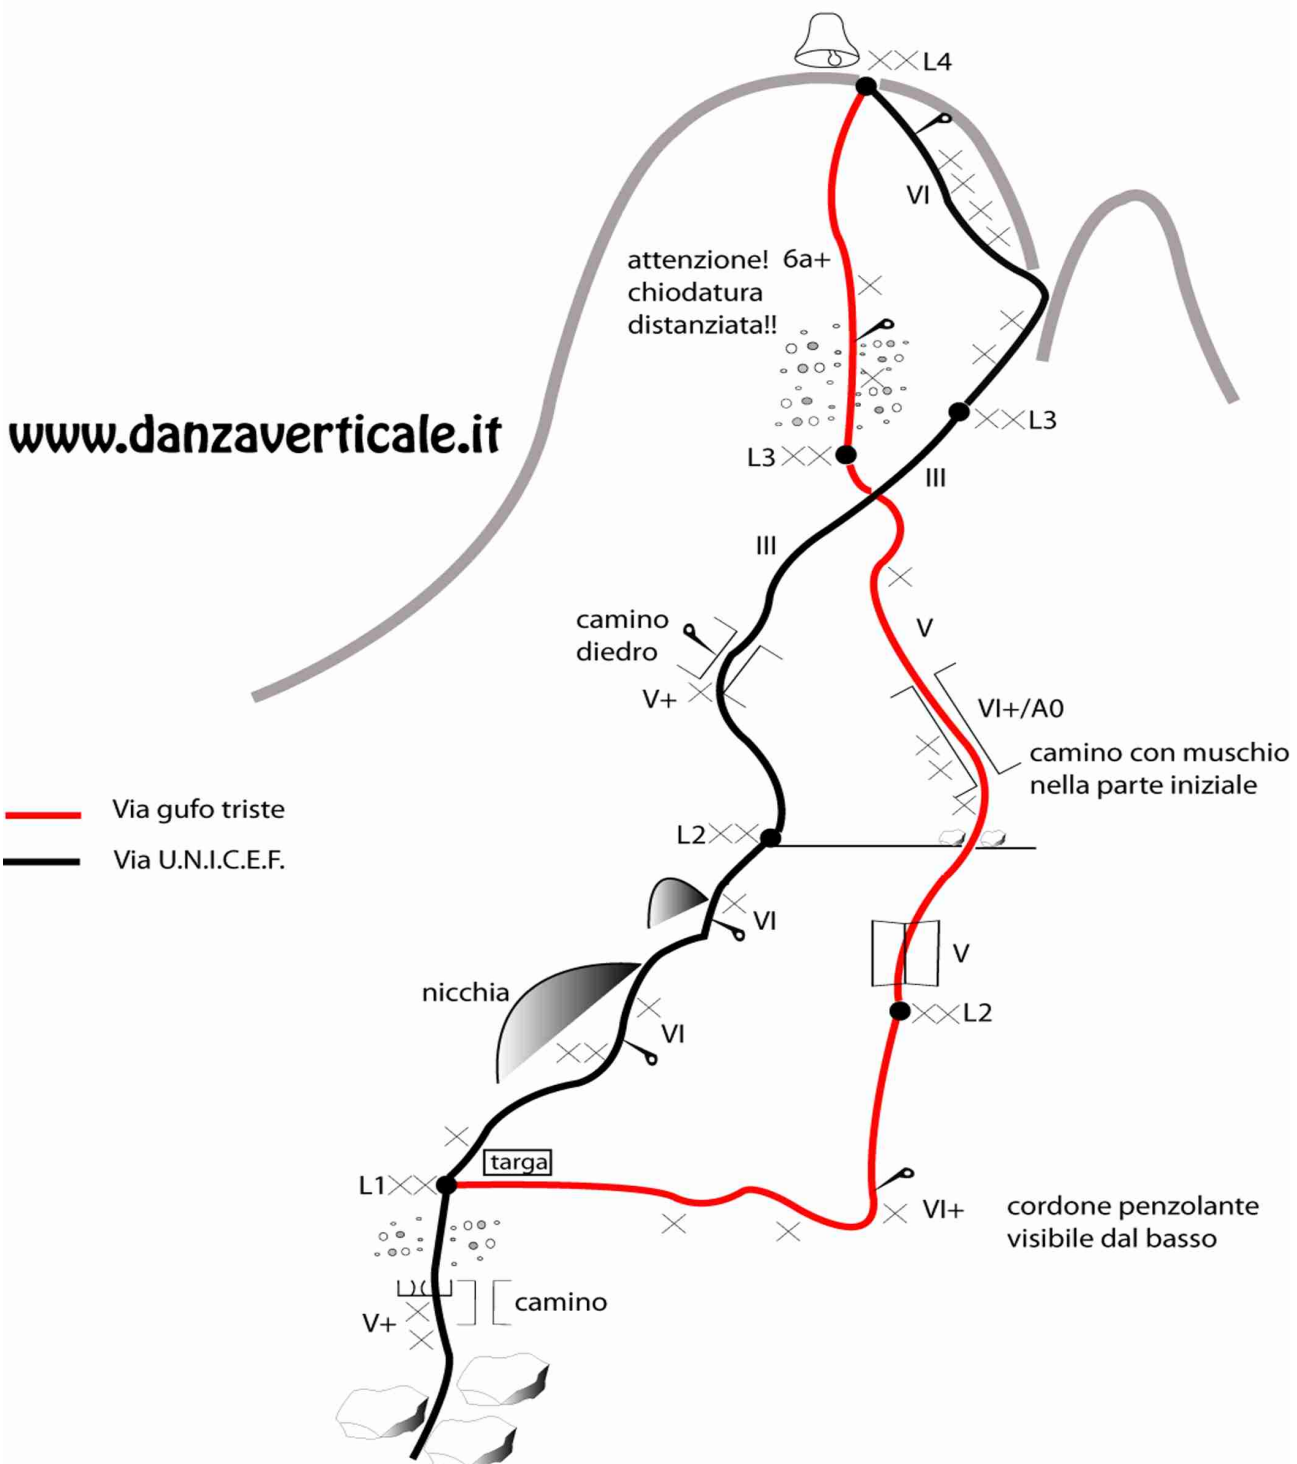 L4
VI
attenzione! 6a+
chiodatura
distanziata!!
www.danzaverticale.it
L3
L3
III
III
camino
diedro
V
V+
VI+/A0
camino con muschio
nella parte iniziale
Via gufo triste
L2
Via U.N.I.C.E.F.
VI
V
nicchia
L2
VI
targa
L1
VI+
cordone penzolante
visibile dal basso
camino
V+